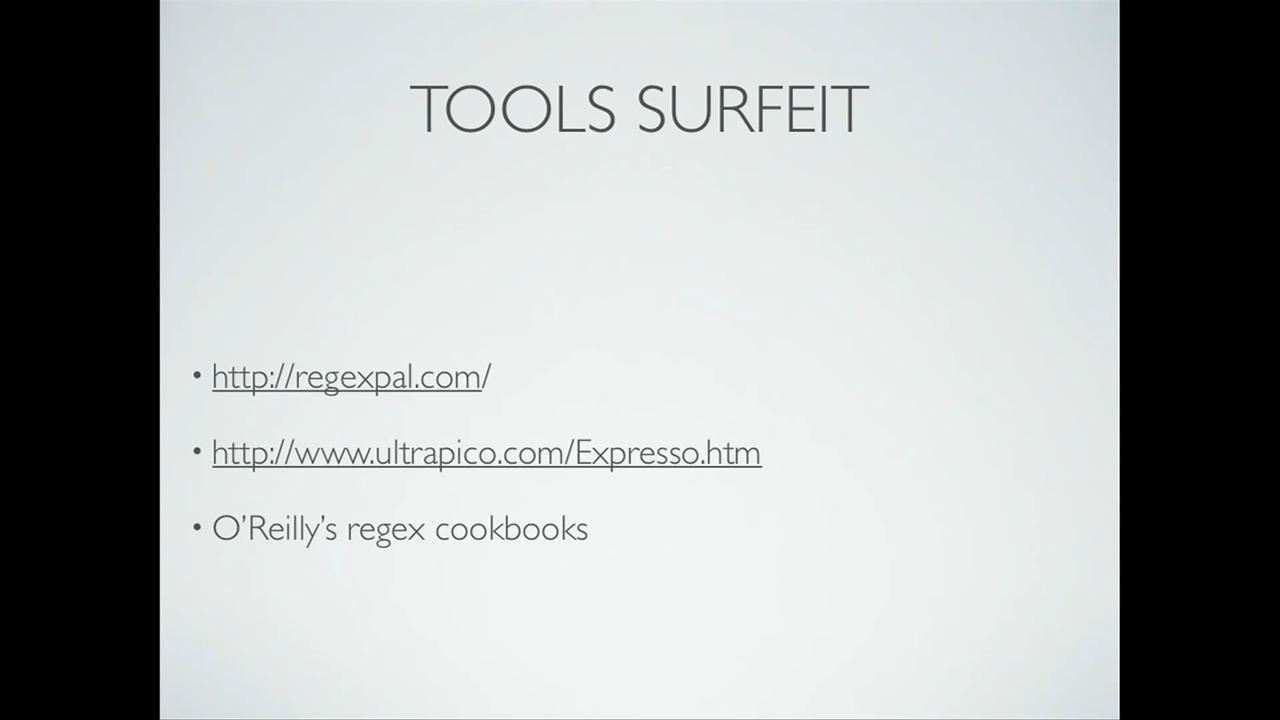 TOOLS SURFEIT
• http://regexpal.com/
• http://www.ultrapico.com/Expresso.htm
• O’Reilly’s regex cookbooks